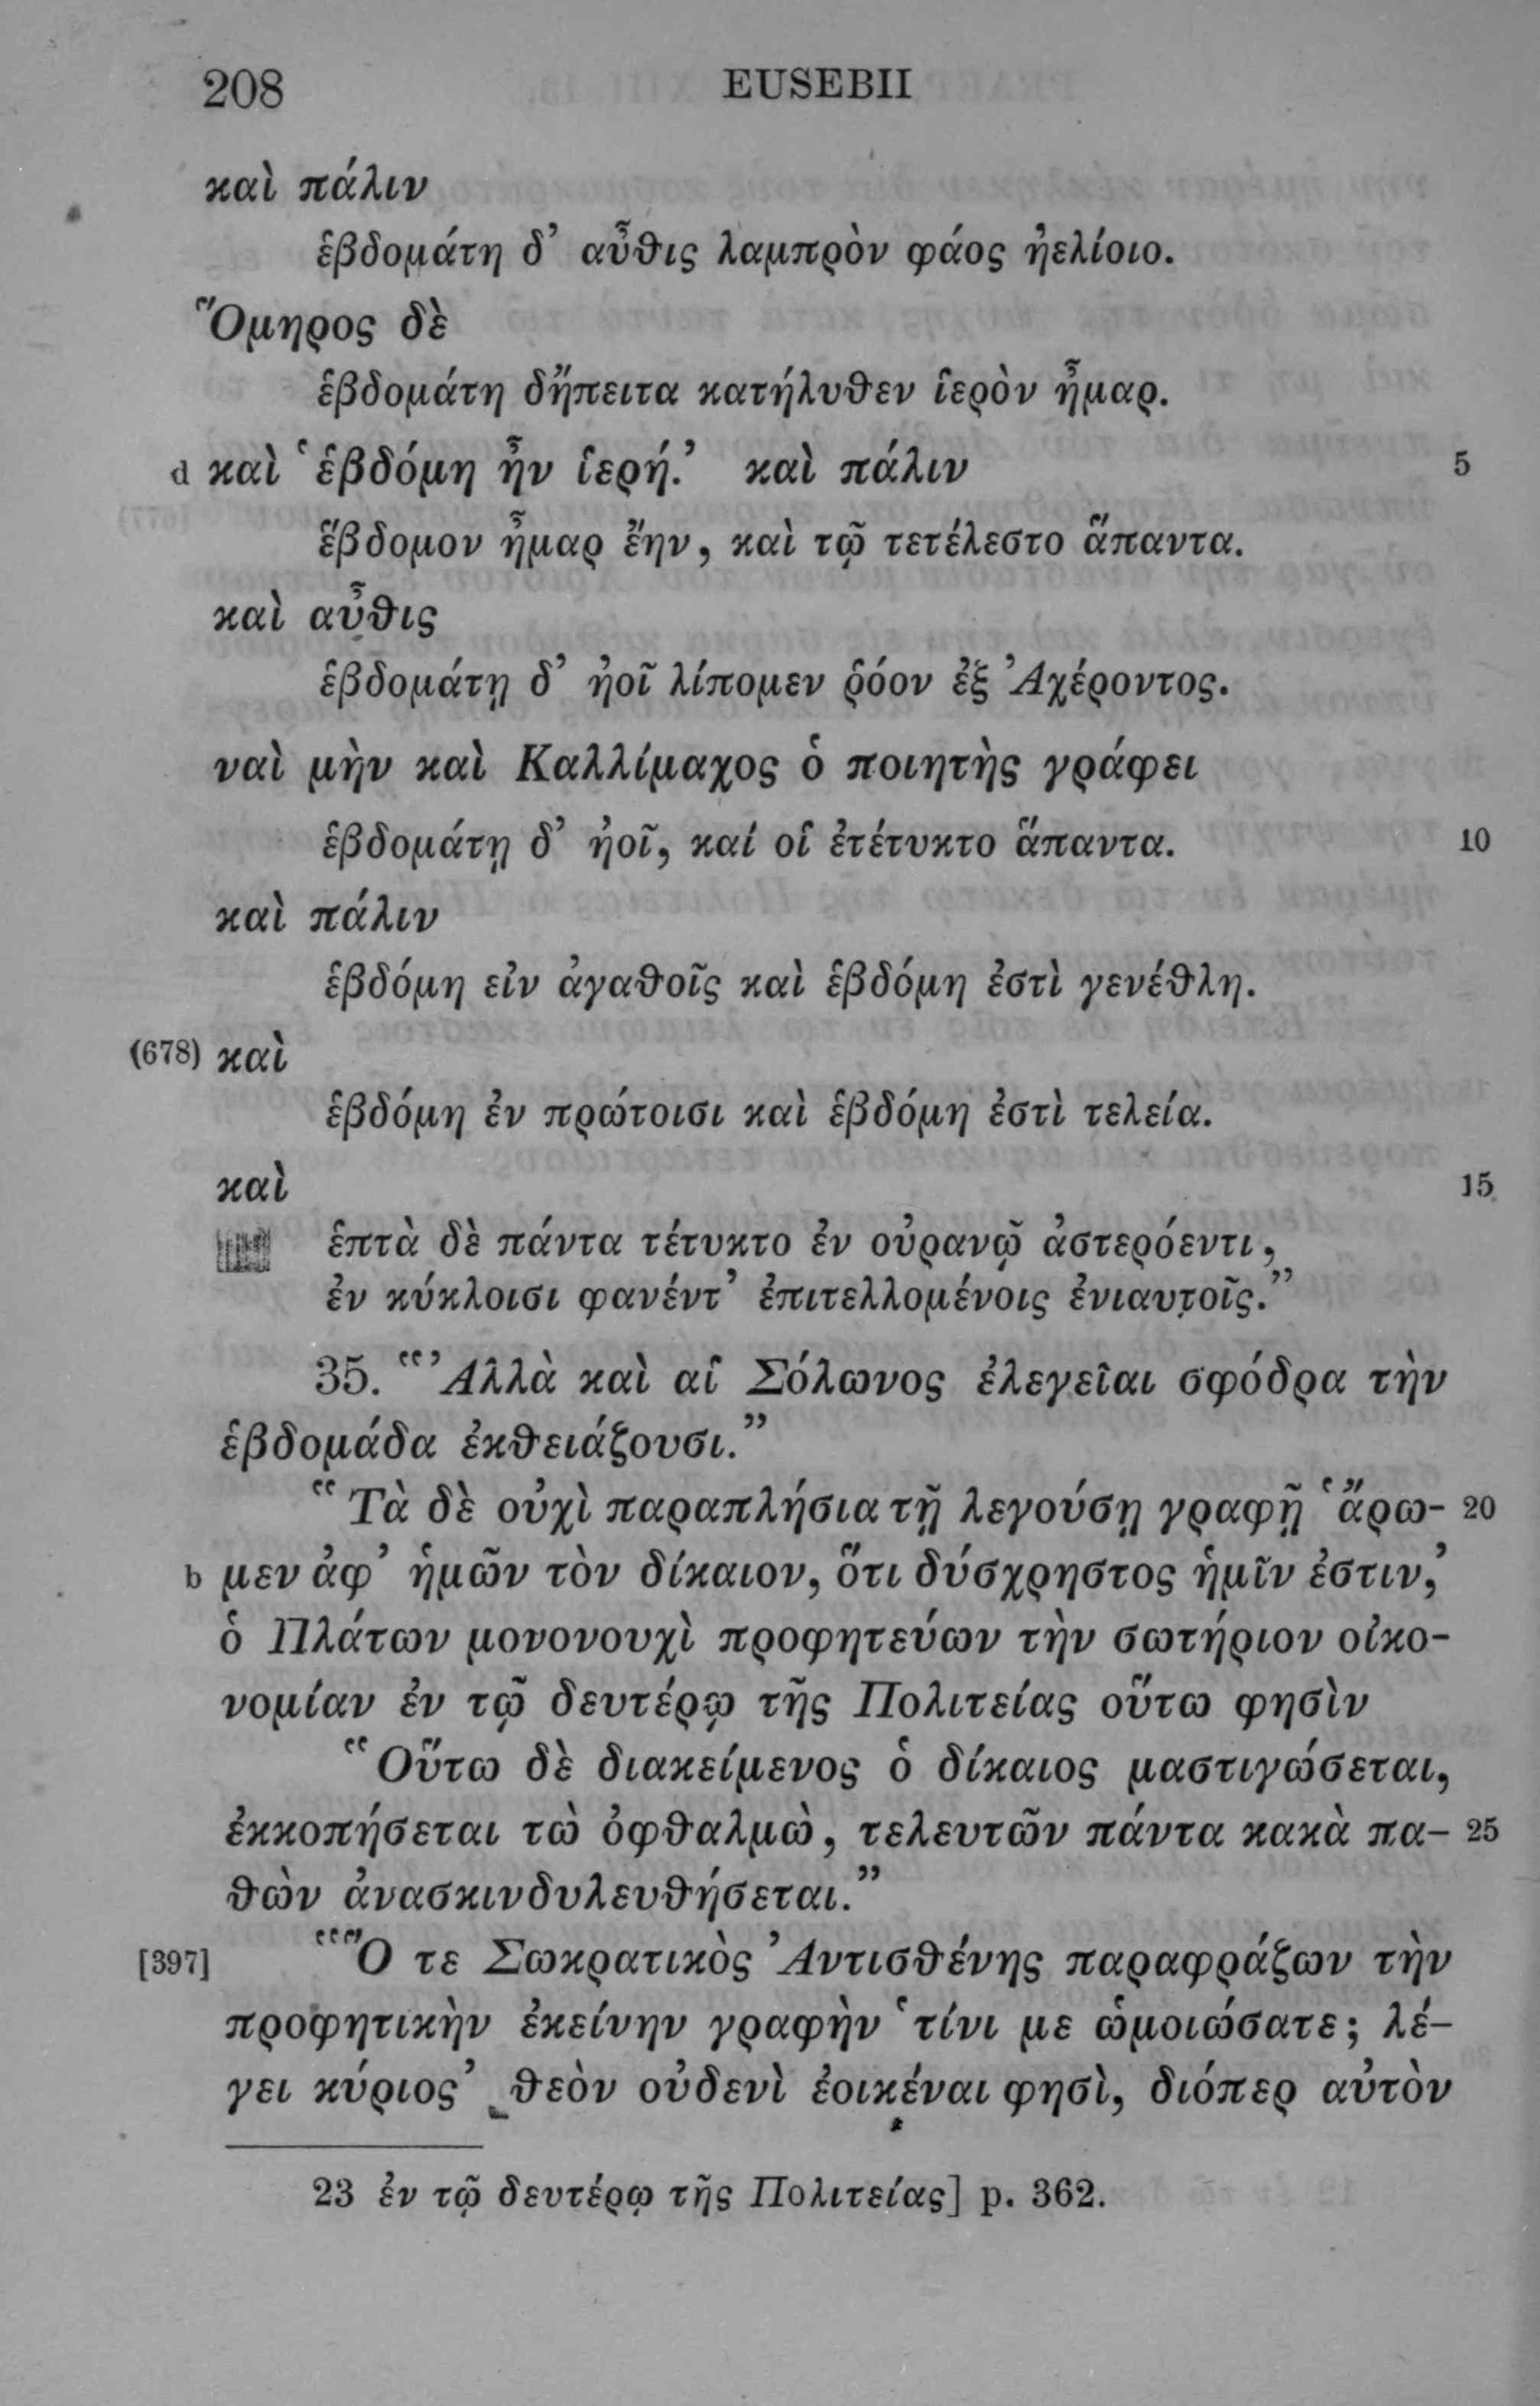 208 EUSEBII
καὶ πάλιν
ἑβδομάτη δ’ αὖθις λαμπρὸν φάος ἠελίοιο.
Ὅμηρος δὲ
ἑβδομάτη δἤπειτα κατήλυθεν ἱερὸν ἦμαρ.
d καὶ ‘ἑβδόμη ἦν ἱερή.’ καὶ πάλιν 5
ἕβδομον ἦμαρ ἔην, καὶ τῷ τετέλεστο ἅπαντα.
καὶ αὖθις
ἑβδομάτῃ δ’ ἠοῖ λίπομεν ῥόον ἐξ Ἀχέροντος.
ναὶ μὴν καὶ Καλλίμαχος ὁ ποιητὴς γράφει
ἑβδομάτῃ δ’ ἠοῖ, καί οἱ ἐτέτυκτο ἅπαντα. 10
καὶ πάλιν
ἑβδόμη εἰν ἀγαθοῖς καὶ ἑβδόμη ἐστὶ γενέθλη.
(678) καὶ
ἑβδόμη ἐν πρώτοισι καὶ ἑβδόμη ἐστὶ τελεία.
καὶ 15
ἑπτὰ δὲ πάντα τέτυκτο ἐν οὐρανῷ ἀστερόεντι,
ἐν κύκλοισι φανέντ’ ἐπιτελλομένοις ἐνιαυτοῖς.”
35. “Ἀλλὰ καὶ αἱ Σόλωνος ἐλεγεῖαι σφόδρα τὴν
ἑβδομάδα ἐκθειάζουσι.”
“Τὰ δὲ οὐχὶ παραπλήσια τῇ λεγούσῃ γραφῇ ‘ἄρω- 20
b μεν ἀφ’ ἡμῶν τὸν δίκαιον, ὅτι δύσχρηστος ἡμῖν ἐστιν,’
ὁ Πλάτων μονονουχὶ προφητεύων τὴν σωτήριον οἰκο-
νομίαν ἐν τῷ δευτέρῳ τῆς Πολιτείας οὕτω φησὶν
“Οὕτω δὲ διακείμενος ὁ δίκαιος μαστιγώσεται,
ἐκκοπήσεται τὼ ὀφθαλμώ, τελευτῶν πάντα κακὰ πα- 25
θὼν ἀνασκινδυλευθήσεται.”
[397] “Ὅ τε Σωκρατικὸς Ἀντισθένης παραφράζων τὴν
προφητικὴν ἐκείνην γραφὴν ‘τίνι με ὡμοιώσατε; λέ-
γει κύριος’ θεὸν οὐδενὶ ἐοικέναι φησὶ, διόπερ αὐτὸν
23 ἐν τῷ δευτέρῳ τῆς Πολιτείας] p. 362.